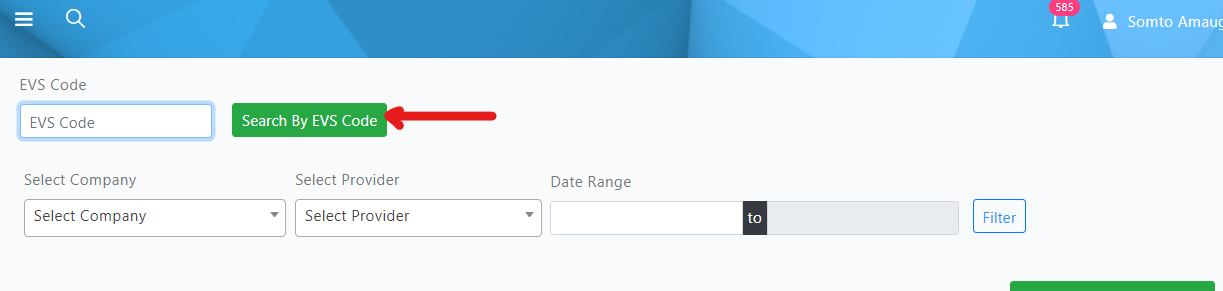 585
Somto Amaug
EVS Code
EVS Code
Search By EVS Code
Select Company
Select Provider
Date Range
Select Company
Select Provider
to
Filter